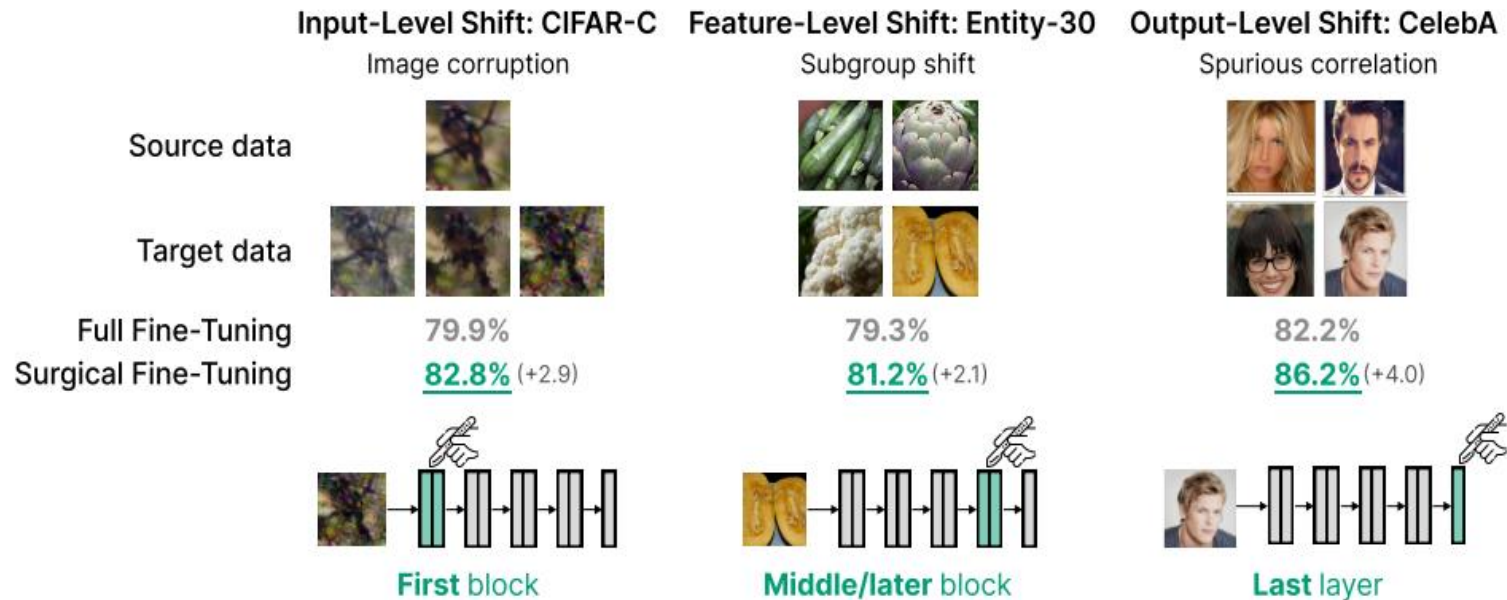 Input-Level Shift: CIFAR-C Feature-Level Shift: Entity-30 Output-Level Shift: CelebA
Image corruption Subgroup shift Spurious correlation
Source data
Target data
Full Fine-Tuning 79.9% 79.3% 82.2%
Surgical Fine-Tuning 82.8% (+2.9) 81.2% (+2.1) 86.2% (+4.0)
First block Middle/later block Last layer